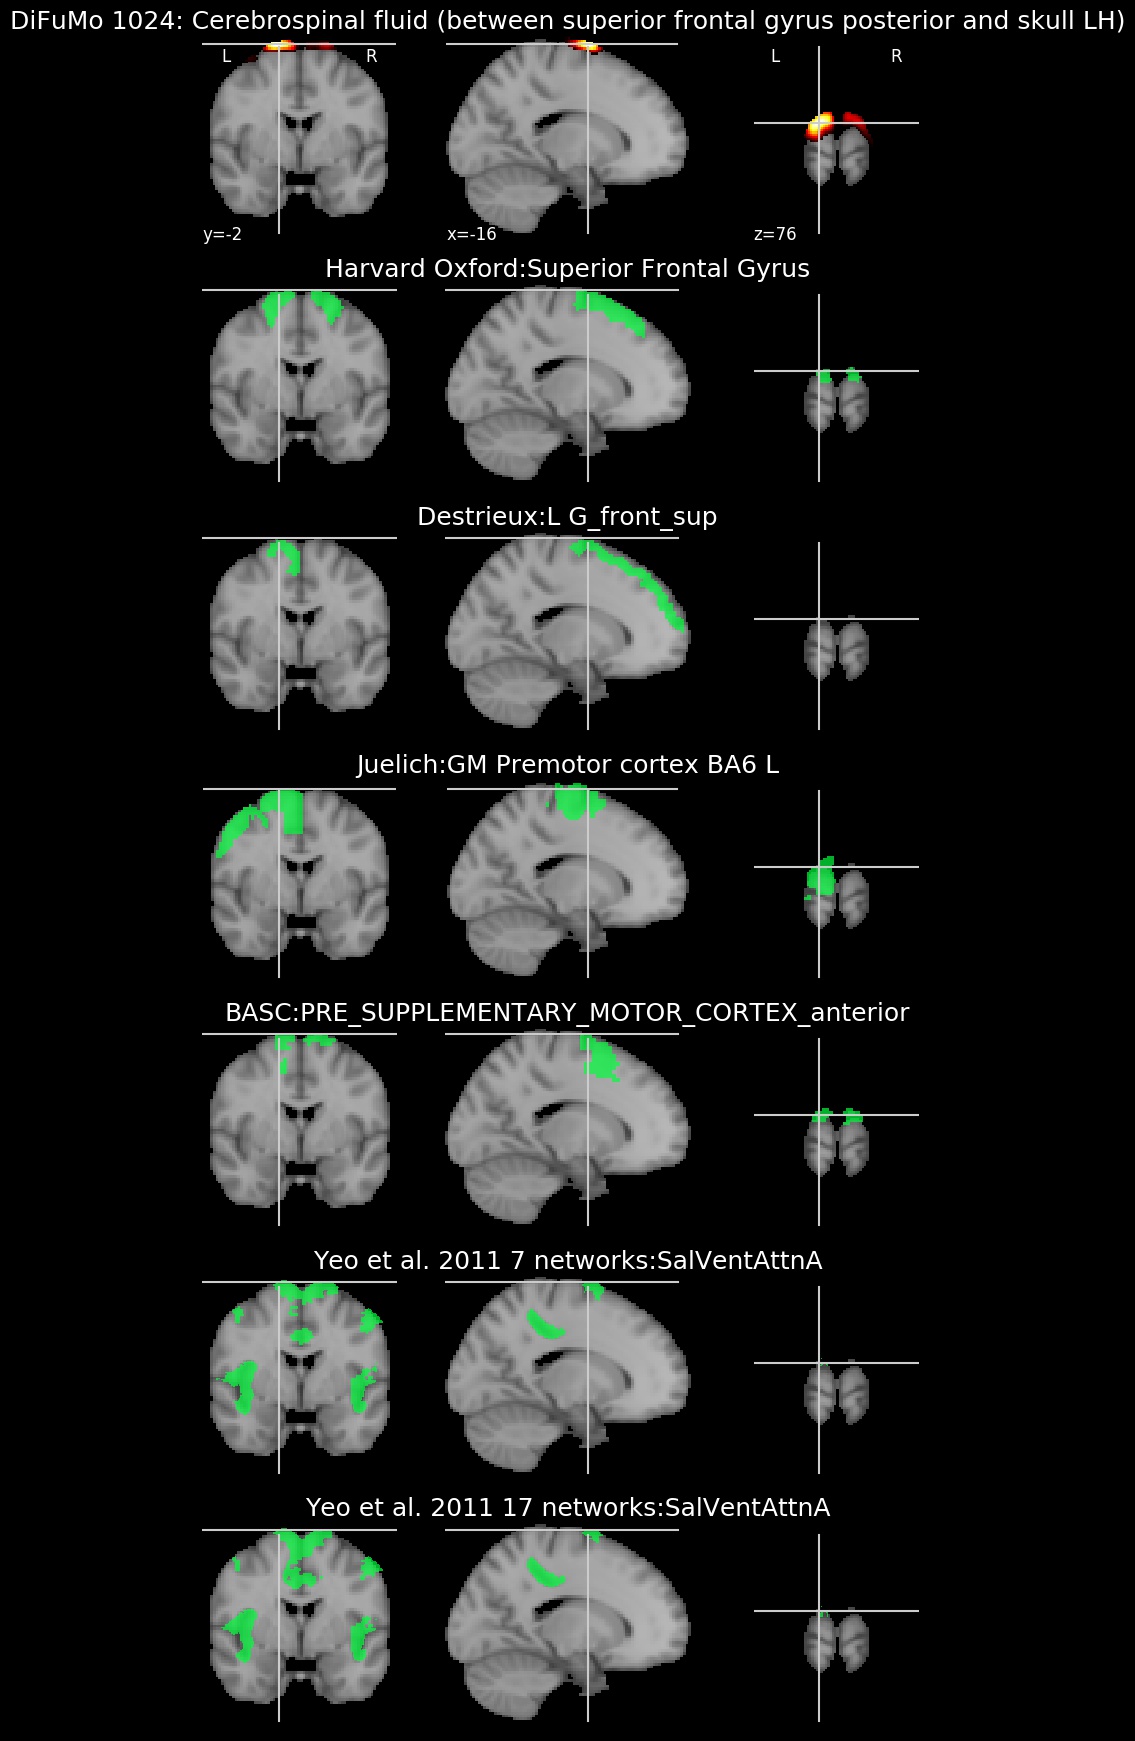 DiFuMo 1024: Cerebrospinal fluid (between superior frontal gyrus posterior and skull LH)
L R L R
y=-2 x=-16 z=76
Harvard Oxford:Superior Frontal Gyrus
Destrieux:L G_front_sup
Juelich:GM Premotor cortex BA6 L
BASC:PRE_SUPPLEMENTARY_MOTOR_CORTEX_anterior
Yeo et al. 2011 7 networks:SalVentAttnA
Yeo et al. 2011 17 networks:SalVentAttnA